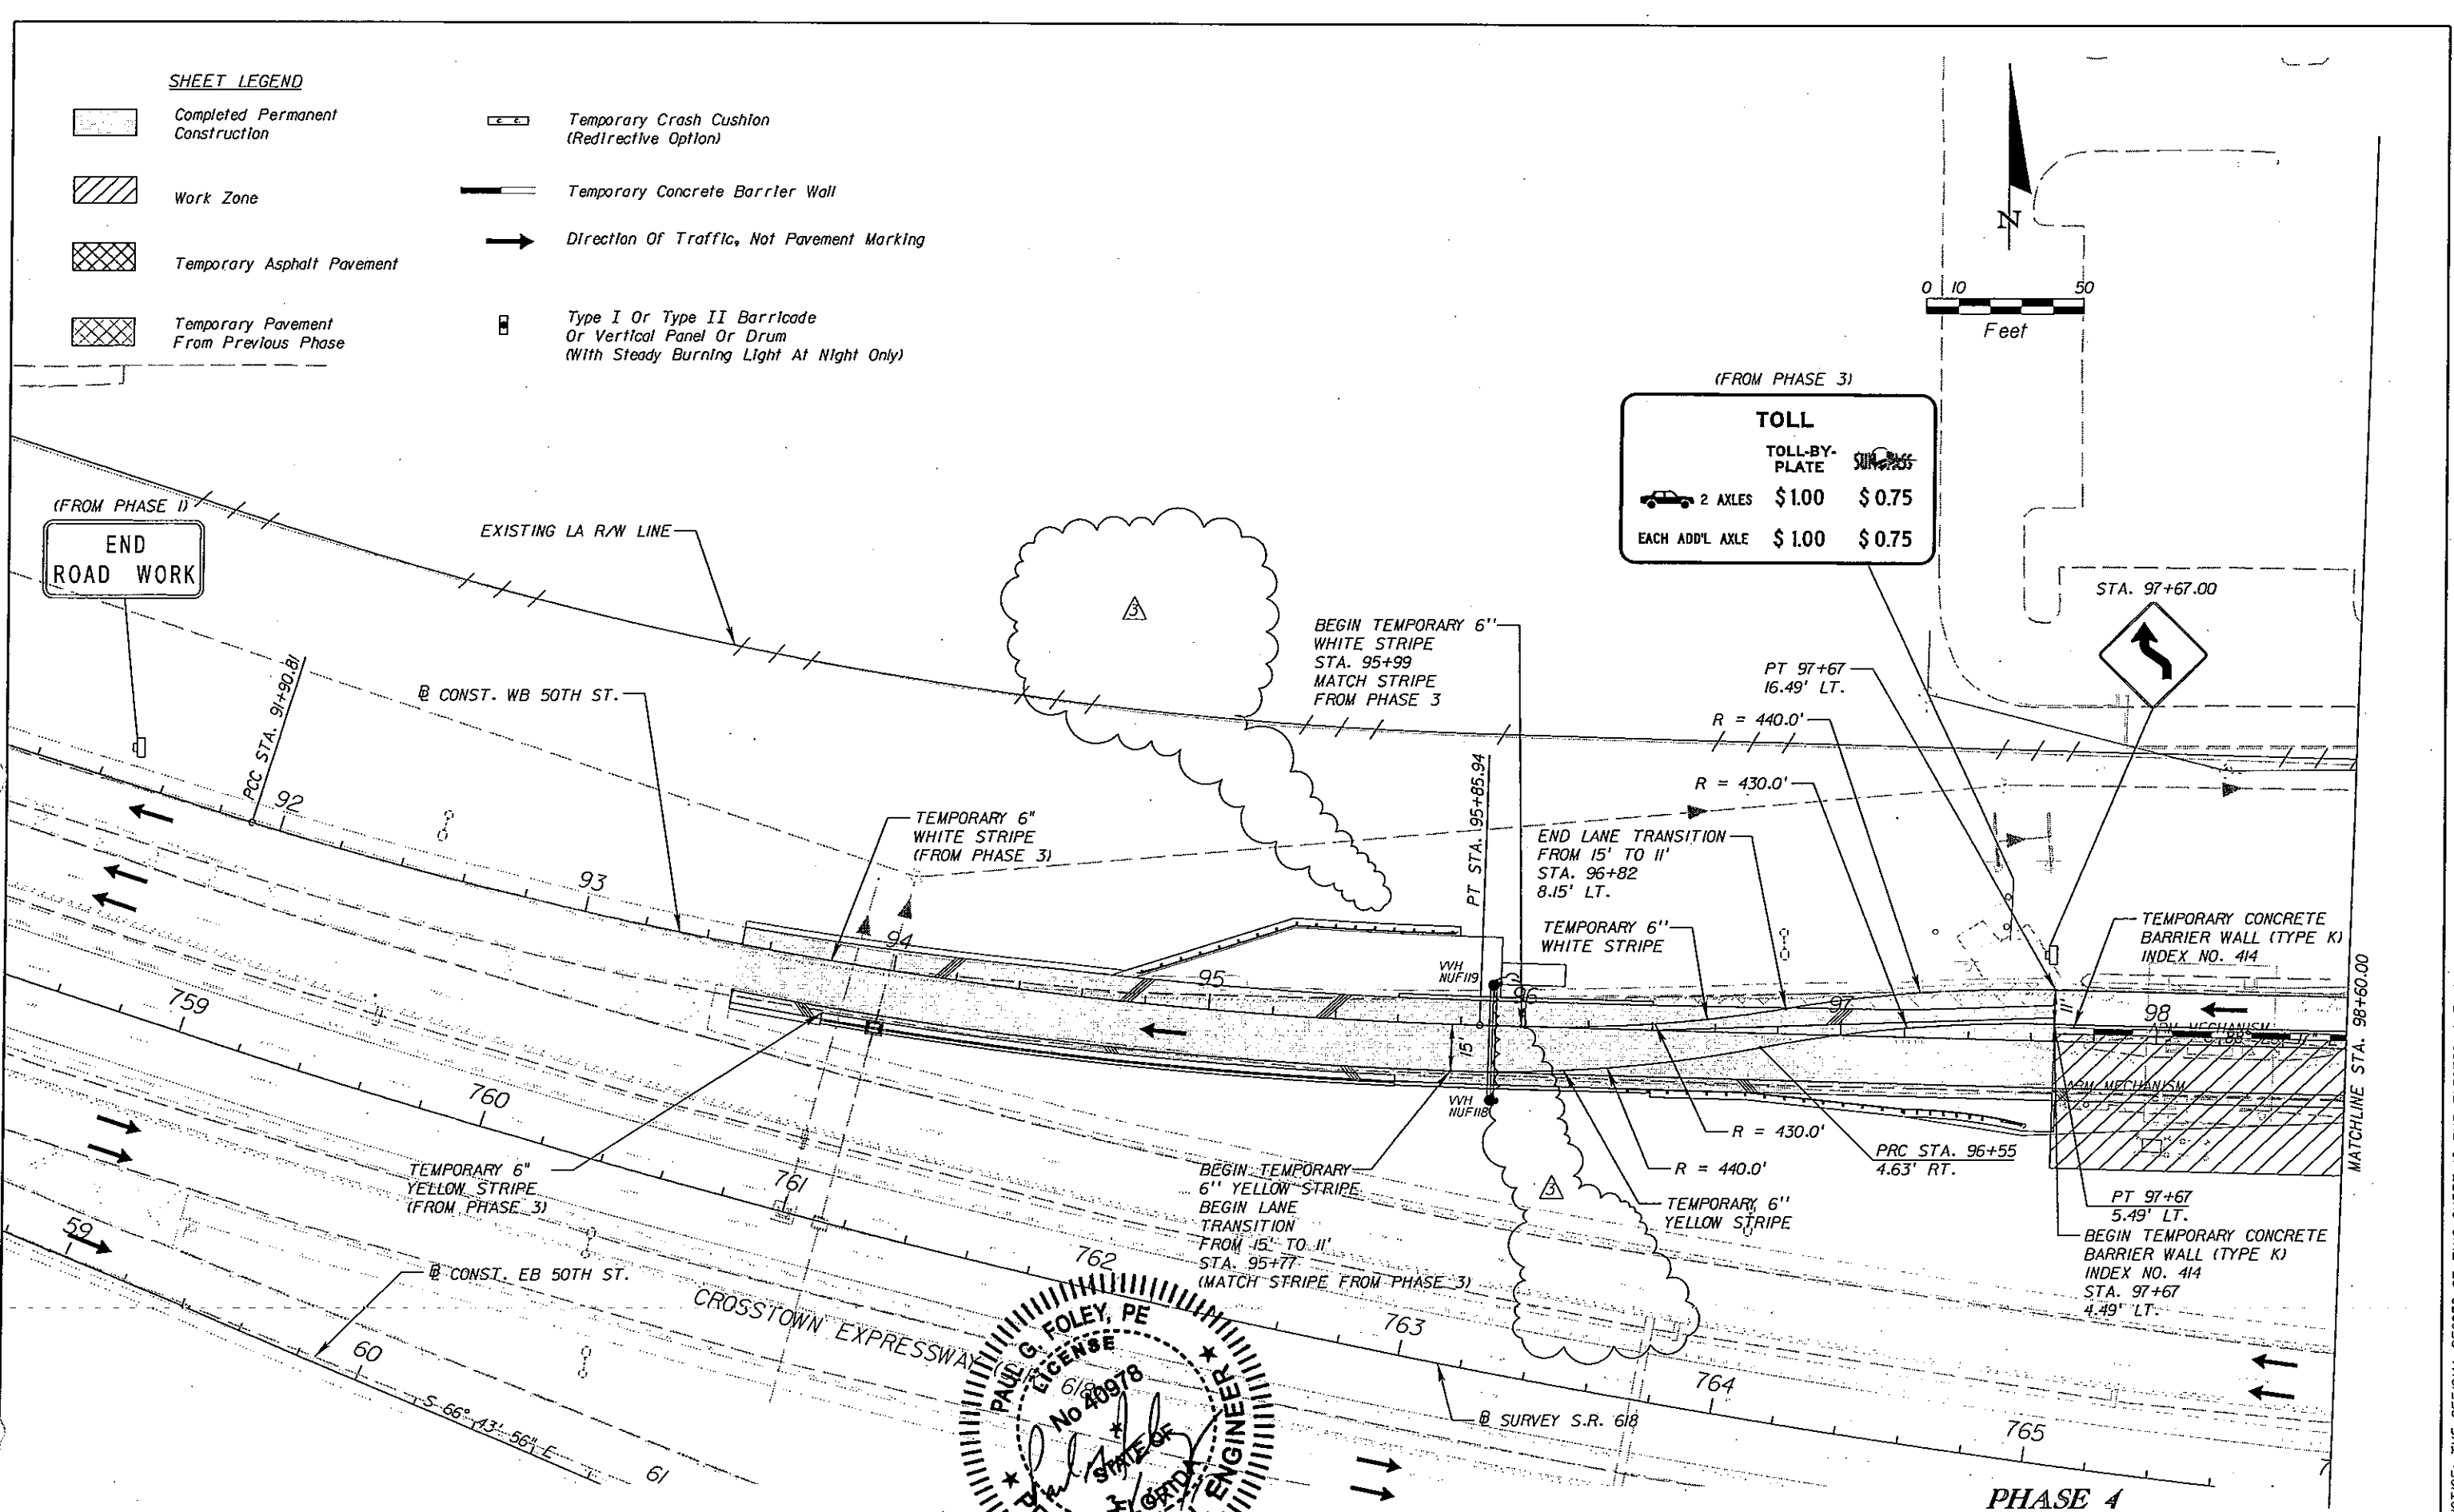 SHEET LEGEND
Completed Permanent
Construction
Work Zone
Temporary Asphalt Pavement
Temporary Pavement
From Previous Phase
C. C.
Temporary Crash Cushion
(Redirective Option)
Temporary Concrete Barrier Wall
Direction Of Traffic, Not Pavement Marking
Type I Or Type II Barricade
Or Vertical Panel Or Drum
(With Steady Burning Light At Night Only)
N
0 10 50
Feet
(FROM PHASE 3)
TOLL
TOLL-BY-
PLATE
2 AXLES $1.00 $0.75
EACH ADD'L AXLE $1.00 $0.75
(FROM PHASE 1)
END
ROAD WORK
EXISTING LA R/W LINE
3
STA. 97+67.00
BEGIN TEMPORARY 6''
WHITE STRIPE
STA. 95+99
MATCH STRIPE
FROM PHASE 3
PT 97+67
16.49' LT.
R = 440.0'
R = 430.0'
PCC STA. 91+90.81
℄ CONST. WB 50TH ST.
PT STA. 95+85.94
TEMPORARY 6"
WHITE STRIPE
(FROM PHASE 3)
END LANE TRANSITION
FROM 15' TO 11'
STA. 96+82
8.15' LT.
TEMPORARY 6''
WHITE STRIPE
TEMPORARY CONCRETE
BARRIER WALL (TYPE K)
INDEX NO. 414
MATCHLINE STA. 98+60.00
92
93
94
95
96
97
98
VVH
NUF119
15'
11'
ARM MECHANISM
ARM MECHANISM
VVH
NUF118
R = 430.0'
R = 440.0'
PRC STA. 96+55
4.63' RT.
TEMPORARY 6''
YELLOW STRIPE
3
PT 97+67
5.49' LT.
BEGIN TEMPORARY CONCRETE
BARRIER WALL (TYPE K)
INDEX NO. 414
STA. 97+67
4.49' LT.
TEMPORARY 6"
YELLOW STRIPE
(FROM PHASE 3)
BEGIN TEMPORARY
6'' YELLOW STRIPE
BEGIN LANE
TRANSITION
FROM 15' TO 11'
STA. 95+77
(MATCH STRIPE FROM PHASE 3)
759
760
761
762
763
764
765
7
59
60
61
℄ CONST. EB 50TH ST.
S 66° 43' 56" E
CROSSTOWN EXPRESSWAY
618
℄ SURVEY S.R. 618
PAUL G. FOLEY, PE
LICENSE
No 40978
STATE OF
FLORIDA
ENGINEER
PHASE 4